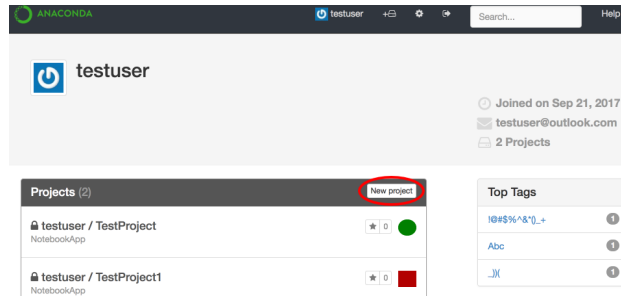 ANACONDA
testuser
Search...
Help
testuser
Joined on Sep 21, 2017
testuser@outlook.com
2 Projects
Projects (2)
New project
testuser / TestProject
0
NotebookApp
testuser / TestProject1
0
NotebookApp
Top Tags
!@#$%^&*()_+
1
Abc
1
_)(
1